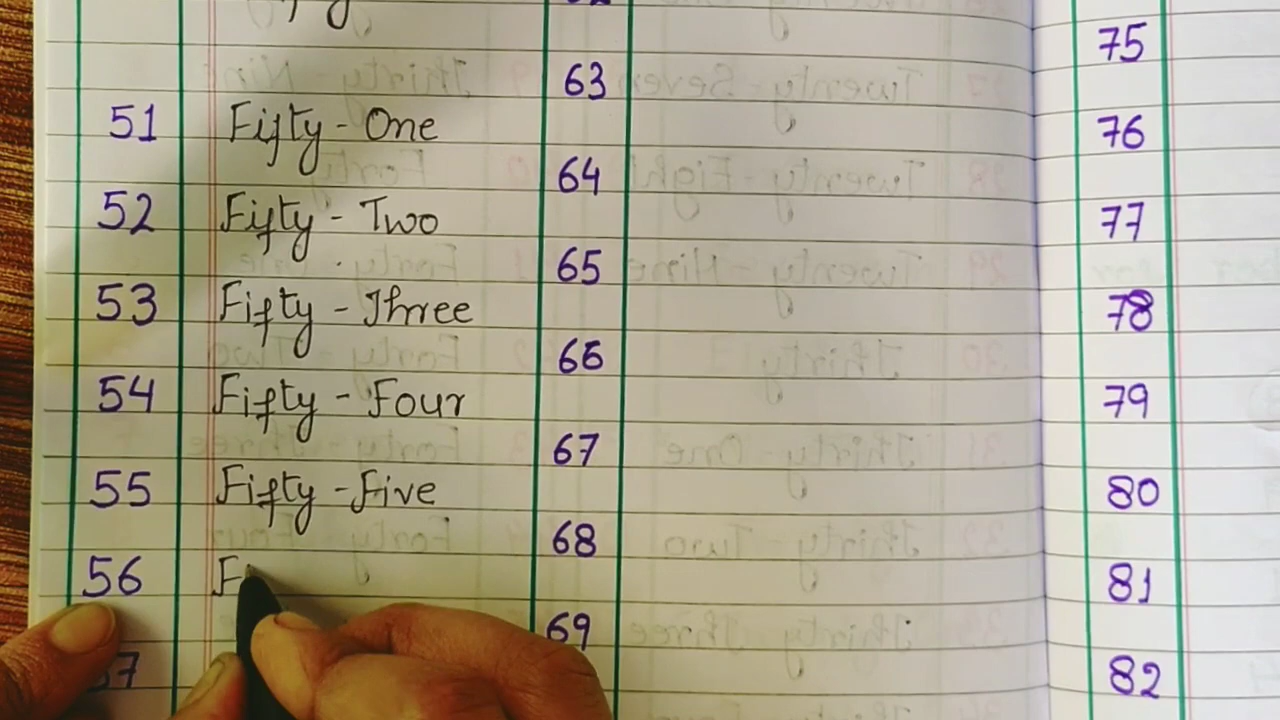 51 Fifty - One
52 Fifty - Two
53 Fifty - Three
54 Fifty - Four
55 Fifty - Five
56 F
63
64
65
66
67
68
69
75
76
77
78
79
80
81
82